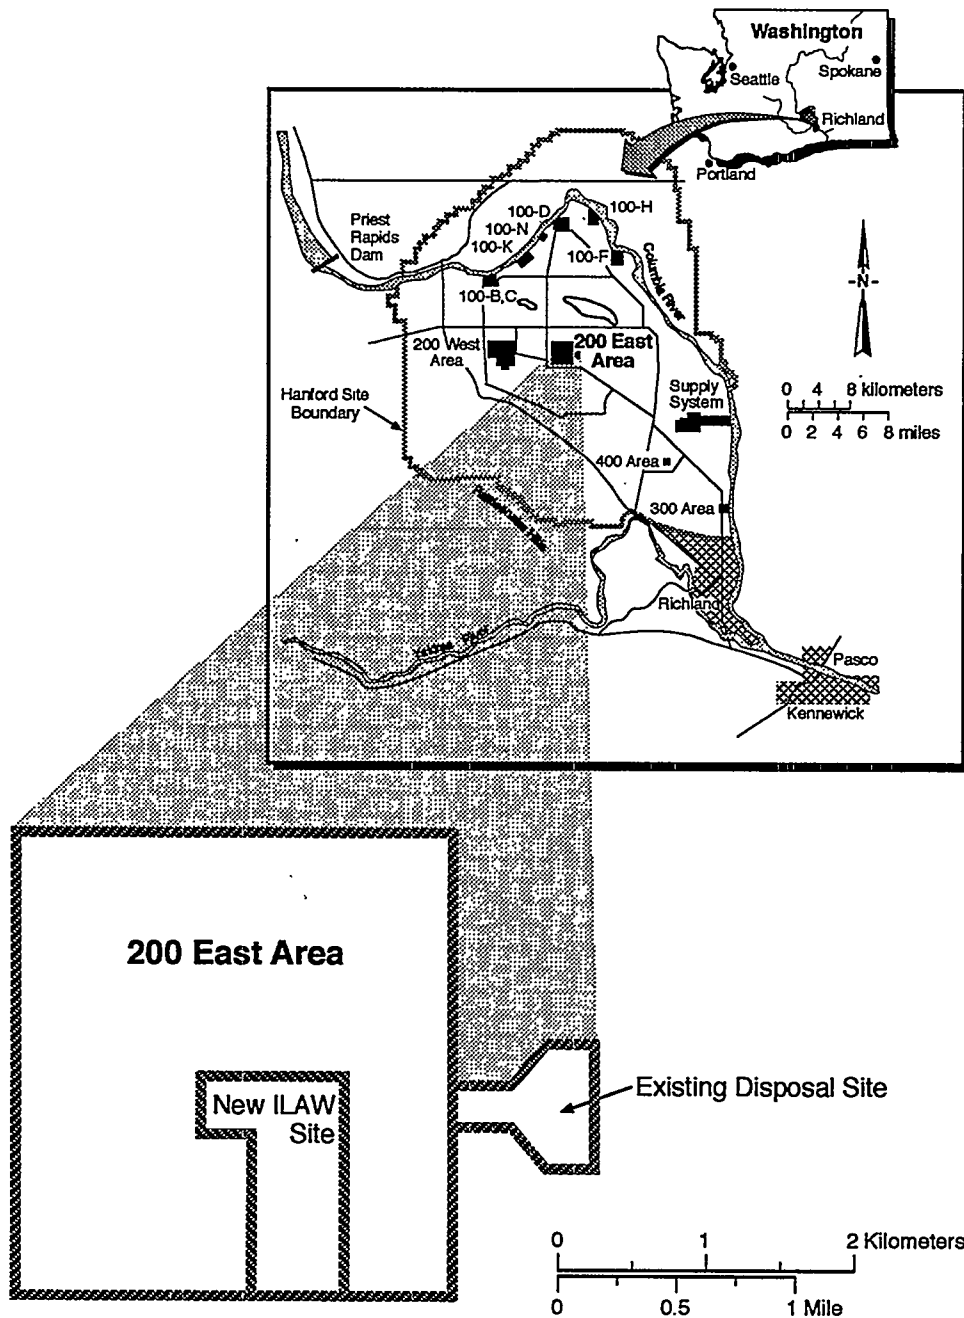 Washington
Seattle
Spokane
Richland
Portland
Priest
Rapids
Dam
100-H
100-D
100-N
100-K
100-F
100-B,C
Columbia River
-N-
200 West
Area
200 East
Area
Hanford Site
Boundary
Supply
System
0 4 8 kilometers
0 2 4 6 8 miles
400 Area
300 Area
Richland
River
Pasco
Kennewick
200 East Area
New ILAW
Site
Existing Disposal Site
0 1 2 Kilometers
0 0.5 1 Mile